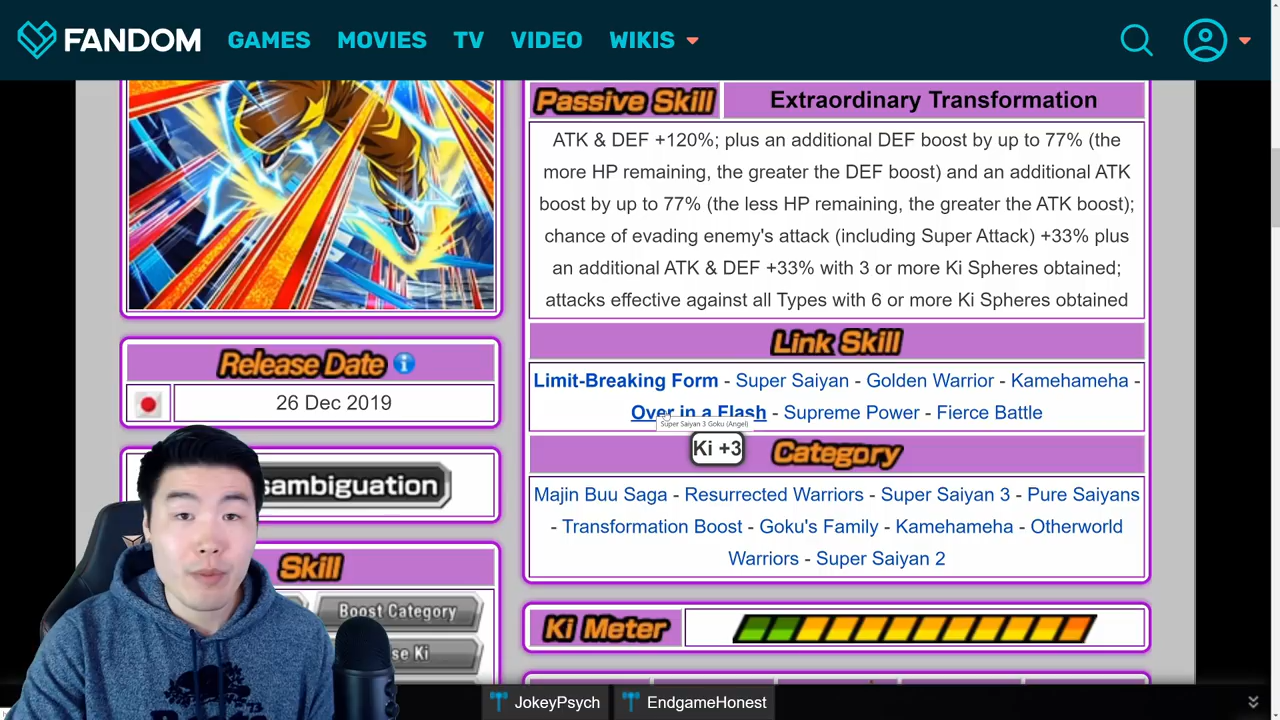 FANDOM GAMES MOVIES TV VIDEO WIKIS
Passive Skill
Extraordinary Transformation
ATK & DEF +120%; plus an additional DEF boost by up to 77% (the
more HP remaining, the greater the DEF boost) and an additional ATK
boost by up to 77% (the less HP remaining, the greater the ATK boost);
chance of evading enemy's attack (including Super Attack) +33% plus
an additional ATK & DEF +33% with 3 or more Ki Spheres obtained;
attacks effective against all Types with 6 or more Ki Spheres obtained
Link Skill
Limit-Breaking Form - Super Saiyan - Golden Warrior - Kamehameha -
Over in a Flash - Supreme Power - Fierce Battle
Super Saiyan 3 Goku (Angel)
Ki +3
Category
Majin Buu Saga - Resurrected Warriors - Super Saiyan 3 - Pure Saiyans
- Transformation Boost - Goku's Family - Kamehameha - Otherworld
Warriors - Super Saiyan 2
Ki Meter
Release Date
26 Dec 2019
sambiguation
Skill
Boost Category
se Ki
JokeyPsych
EndgameHonest